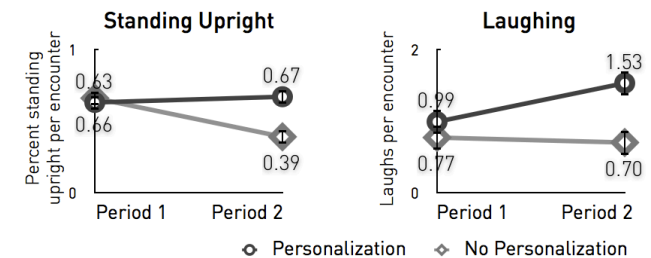 Standing Upright
Percent standing
upright per encounter
1
0
0.63
0.66
0.67
0.39
Period 1
Period 2
Laughing
Laughs per encounter
2
0
0.99
0.77
1.53
0.70
Period 1
Period 2
Personalization
No Personalization